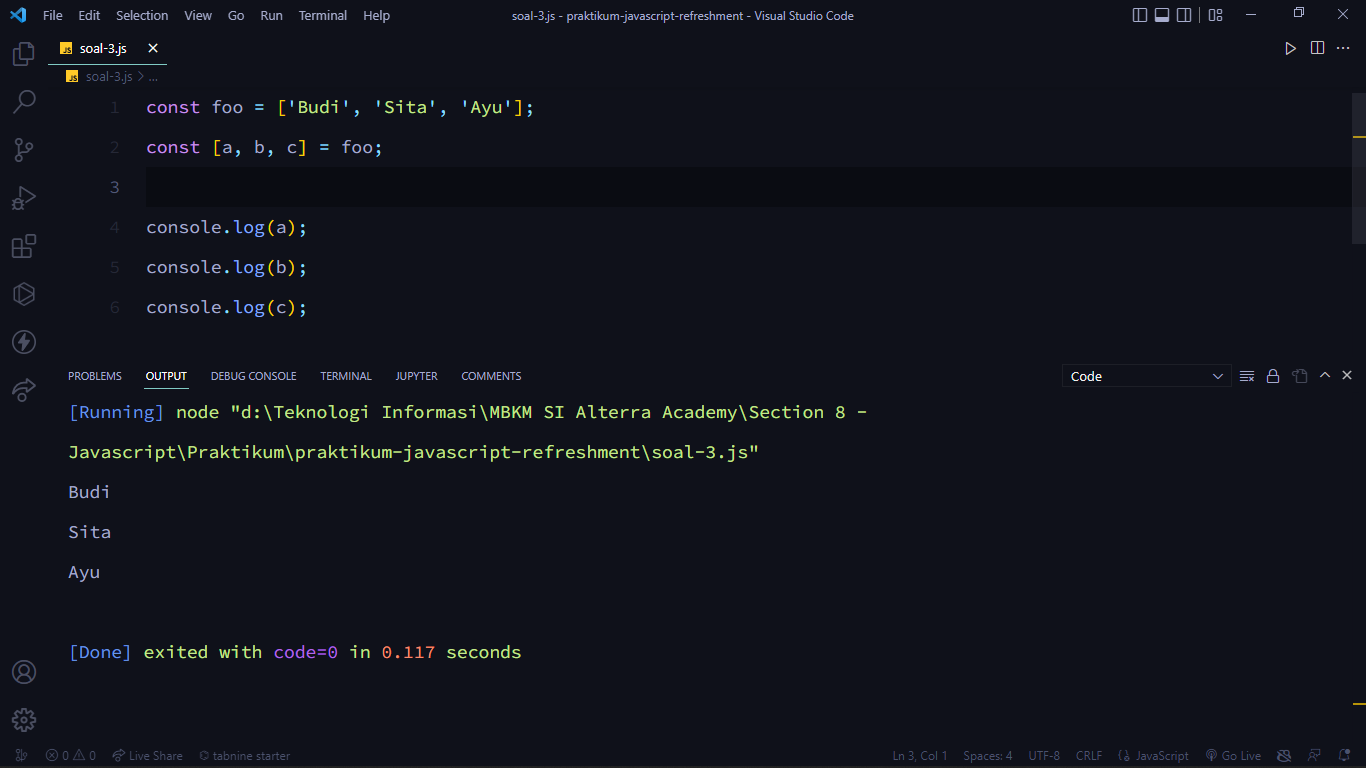 File Edit Selection View Go Run Terminal Help soal-3.js - praktikum-javascript-refreshment - Visual Studio Code
JS soal-3.js
JS soal-3.js > ...
1 const foo = ['Budi', 'Sita', 'Ayu'];
2 const [a, b, c] = foo;
3
4 console.log(a);
5 console.log(b);
6 console.log(c);
PROBLEMS OUTPUT DEBUG CONSOLE TERMINAL JUPYTER COMMENTS Code
[Running] node "d:\Teknologi Informasi\MBKM SI Alterra Academy\Section 8 -
Javascript\Praktikum\praktikum-javascript-refreshment\soal-3.js"
Budi
Sita
Ayu
[Done] exited with code=0 in 0.117 seconds
0 0 Live Share tabnine starter Ln 3, Col 1 Spaces: 4 UTF-8 CRLF {} JavaScript Go Live